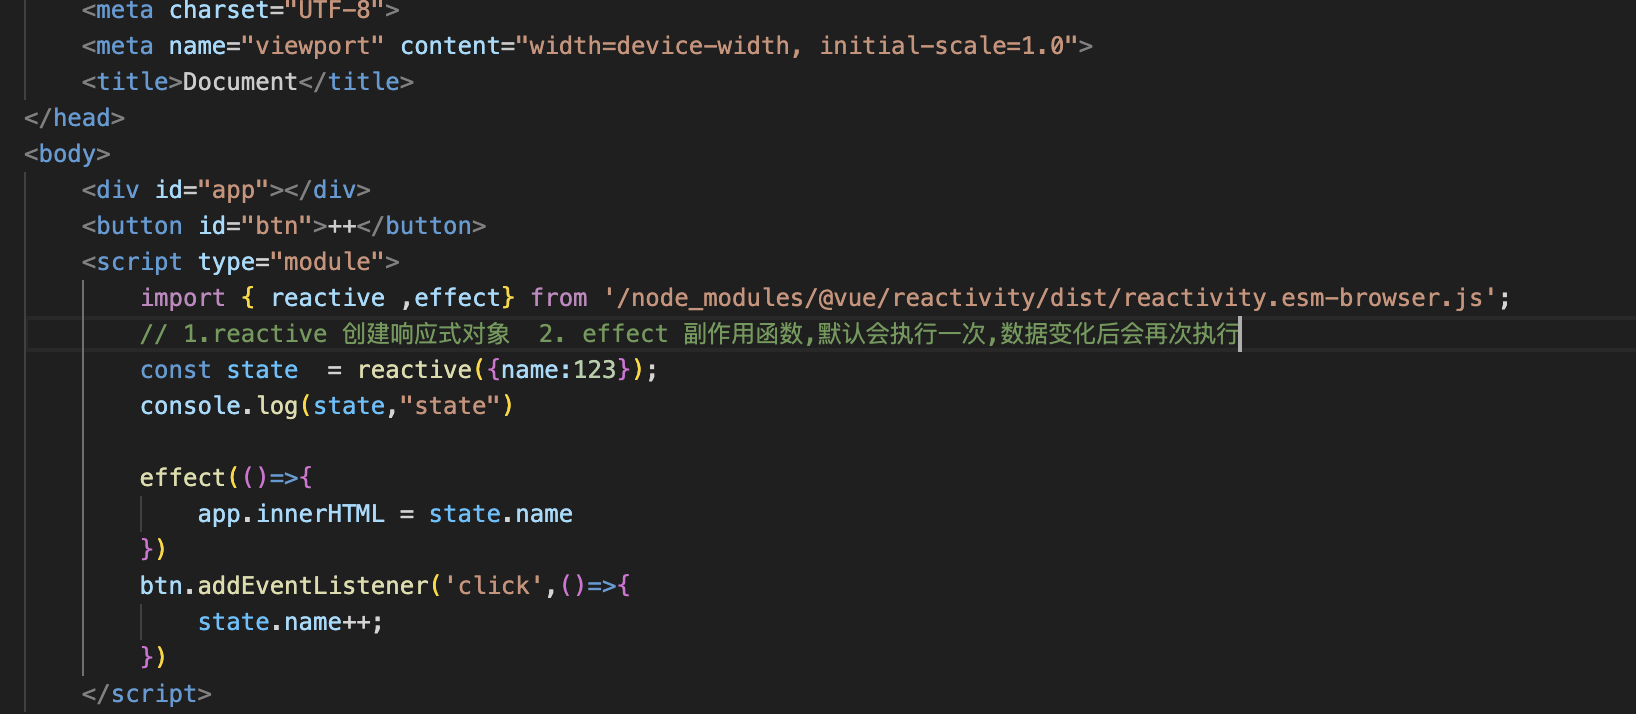 <meta charset="UTF-8">
<meta name="viewport" content="width=device-width, initial-scale=1.0">
<title>Document</title>
</head>
<body>
<div id="app"></div>
<button id="btn">++</button>
<script type="module">
import { reactive ,effect} from '/node_modules/@vue/reactivity/dist/reactivity.esm-browser.js';
// 1.reactive 创建响应式对象  2. effect 副作用函数,默认会执行一次,数据变化后会再次执行
const state  = reactive({name:123});
console.log(state,"state")
effect(()=>{
app.innerHTML = state.name
})
btn.addEventListener('click',()=>{
state.name++;
})
</script>